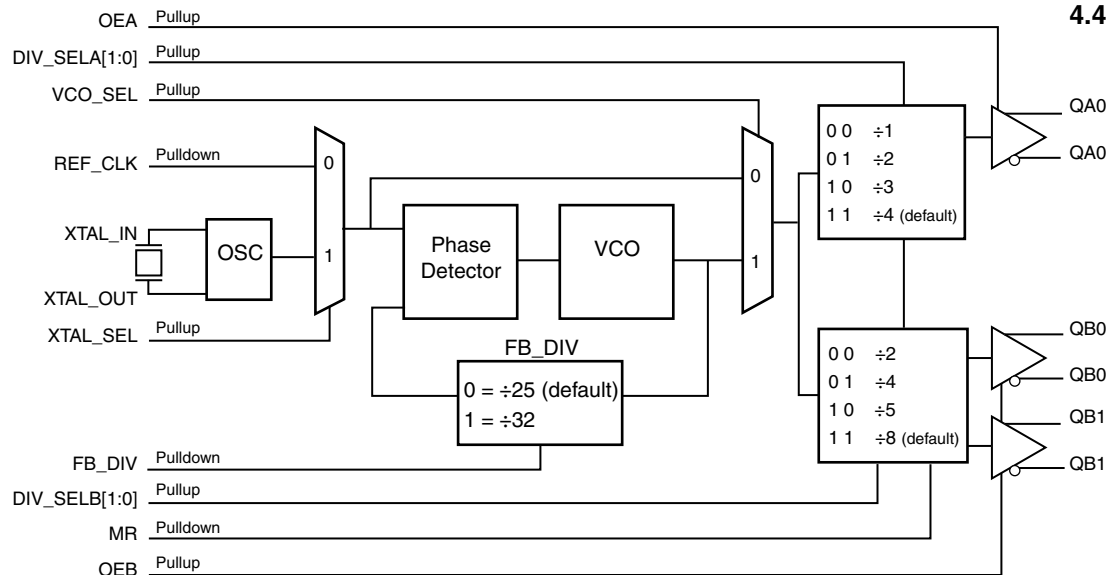 4.4
OEA Pullup
DIV_SELA[1:0] Pullup
VCO_SEL Pullup
REF_CLK Pulldown
XTAL_IN
XTAL_OUT
OSC
XTAL_SEL Pullup
0
1
Phase
Detector
VCO
0
1
FB_DIV
0 = ÷25 (default)
1 = ÷32
0 0 ÷1
0 1 ÷2
1 0 ÷3
1 1 ÷4 (default)
QA0
QA0
0 0 ÷2
0 1 ÷4
1 0 ÷5
1 1 ÷8 (default)
QB0
QB0
QB1
QB1
FB_DIV Pulldown
DIV_SELB[1:0] Pullup
MR Pulldown
OEB Pullup